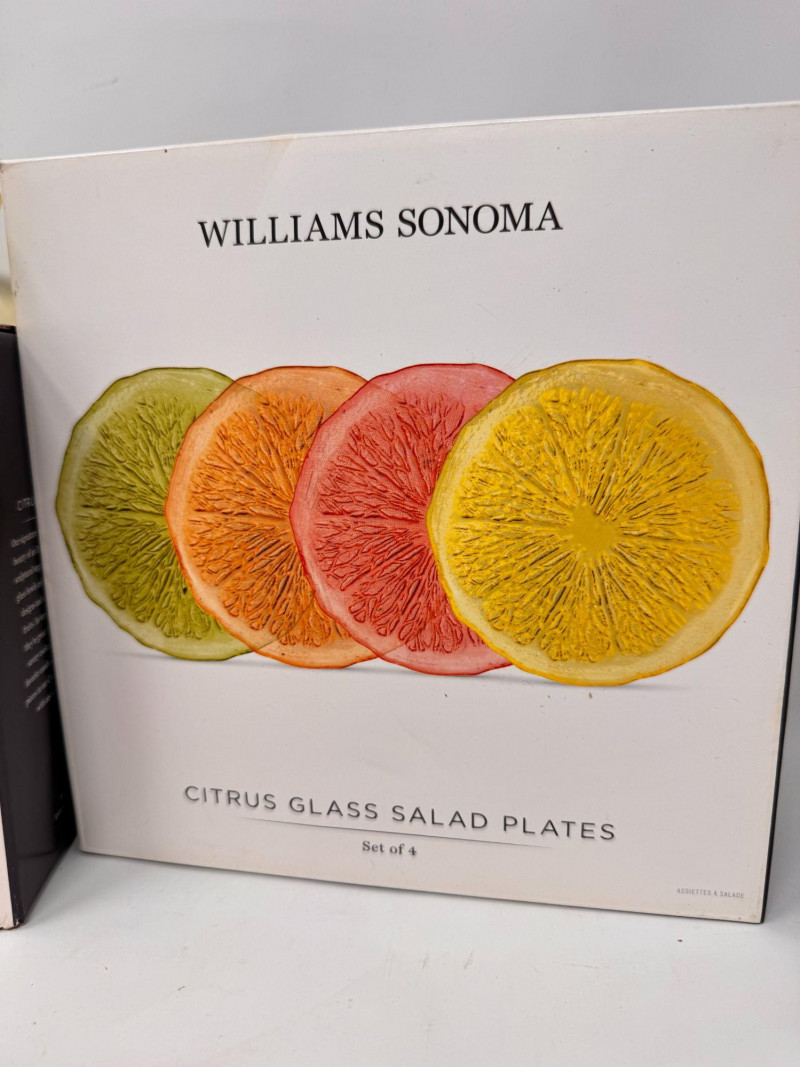 WILLIAMS SONOMA
CITRUS GLASS SALAD PLATES
Set of 4
ASSIETTES À SALADE